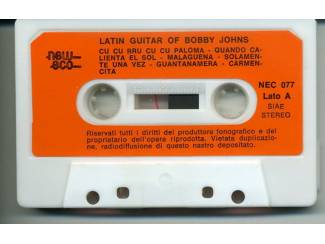 LATIN GUITAR OF BOBBY JOHNS
new
eco
CU CU RRU CU CU PALOMA - QUANDO CA-
LIENTA EL SOL - MALAGUENA - SOLAMEN-
TE UNA VEZ - GUANTANAMERA - CARMEN-
CITA
NEC 077
Lato A
SIAE
STEREO
Riservati tutti i diritti del produttore fonografico e del
proprietario dell'opera riprodotta. Vietata duplicazio-
ne, radiodiffusione di questo nastro depositato.